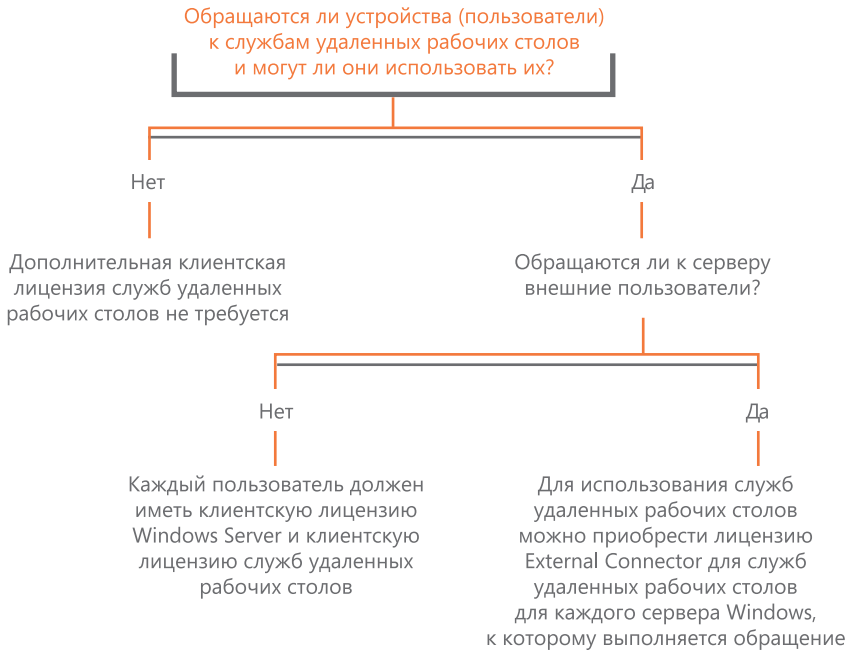 Обращаются ли устройства (пользователи)
к службам удаленных рабочих столов
и могут ли они использовать их?
Нет
Да
Дополнительная клиентская
лицензия служб удаленных
рабочих столов не требуется
Обращаются ли к серверу
внешние пользователи?
Нет
Да
Каждый пользователь должен
иметь клиентскую лицензию
Windows Server и клиентскую
лицензию служб удаленных
рабочих столов
Для использования служб
удаленных рабочих столов
можно приобрести лицензию
External Connector для служб
удаленных рабочих столов
для каждого сервера Windows,
к которому выполняется обращение